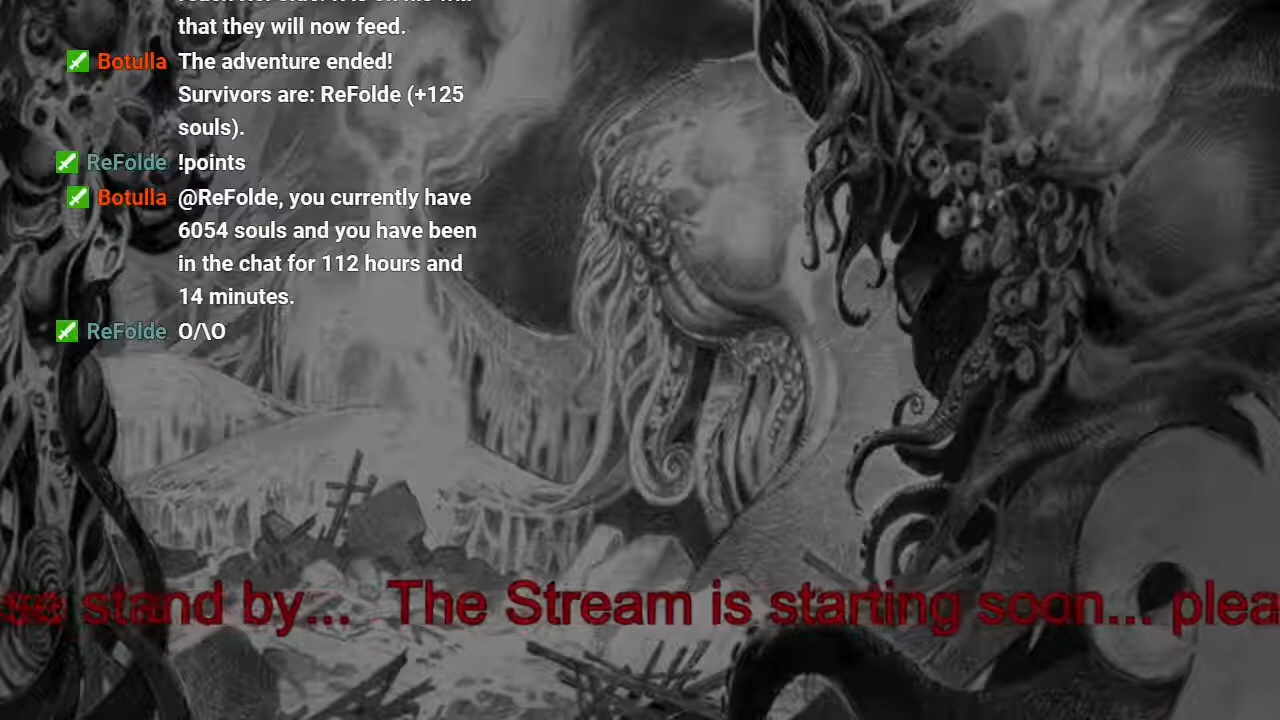 that they will now feed.
Botulla The adventure ended!
Survivors are: ReFolde (+125
souls).
ReFolde !points
Botulla @ReFolde, you currently have
6054 souls and you have been
in the chat for 112 hours and
14 minutes.
ReFolde O/\O
se stand by... The Stream is starting soon... plea